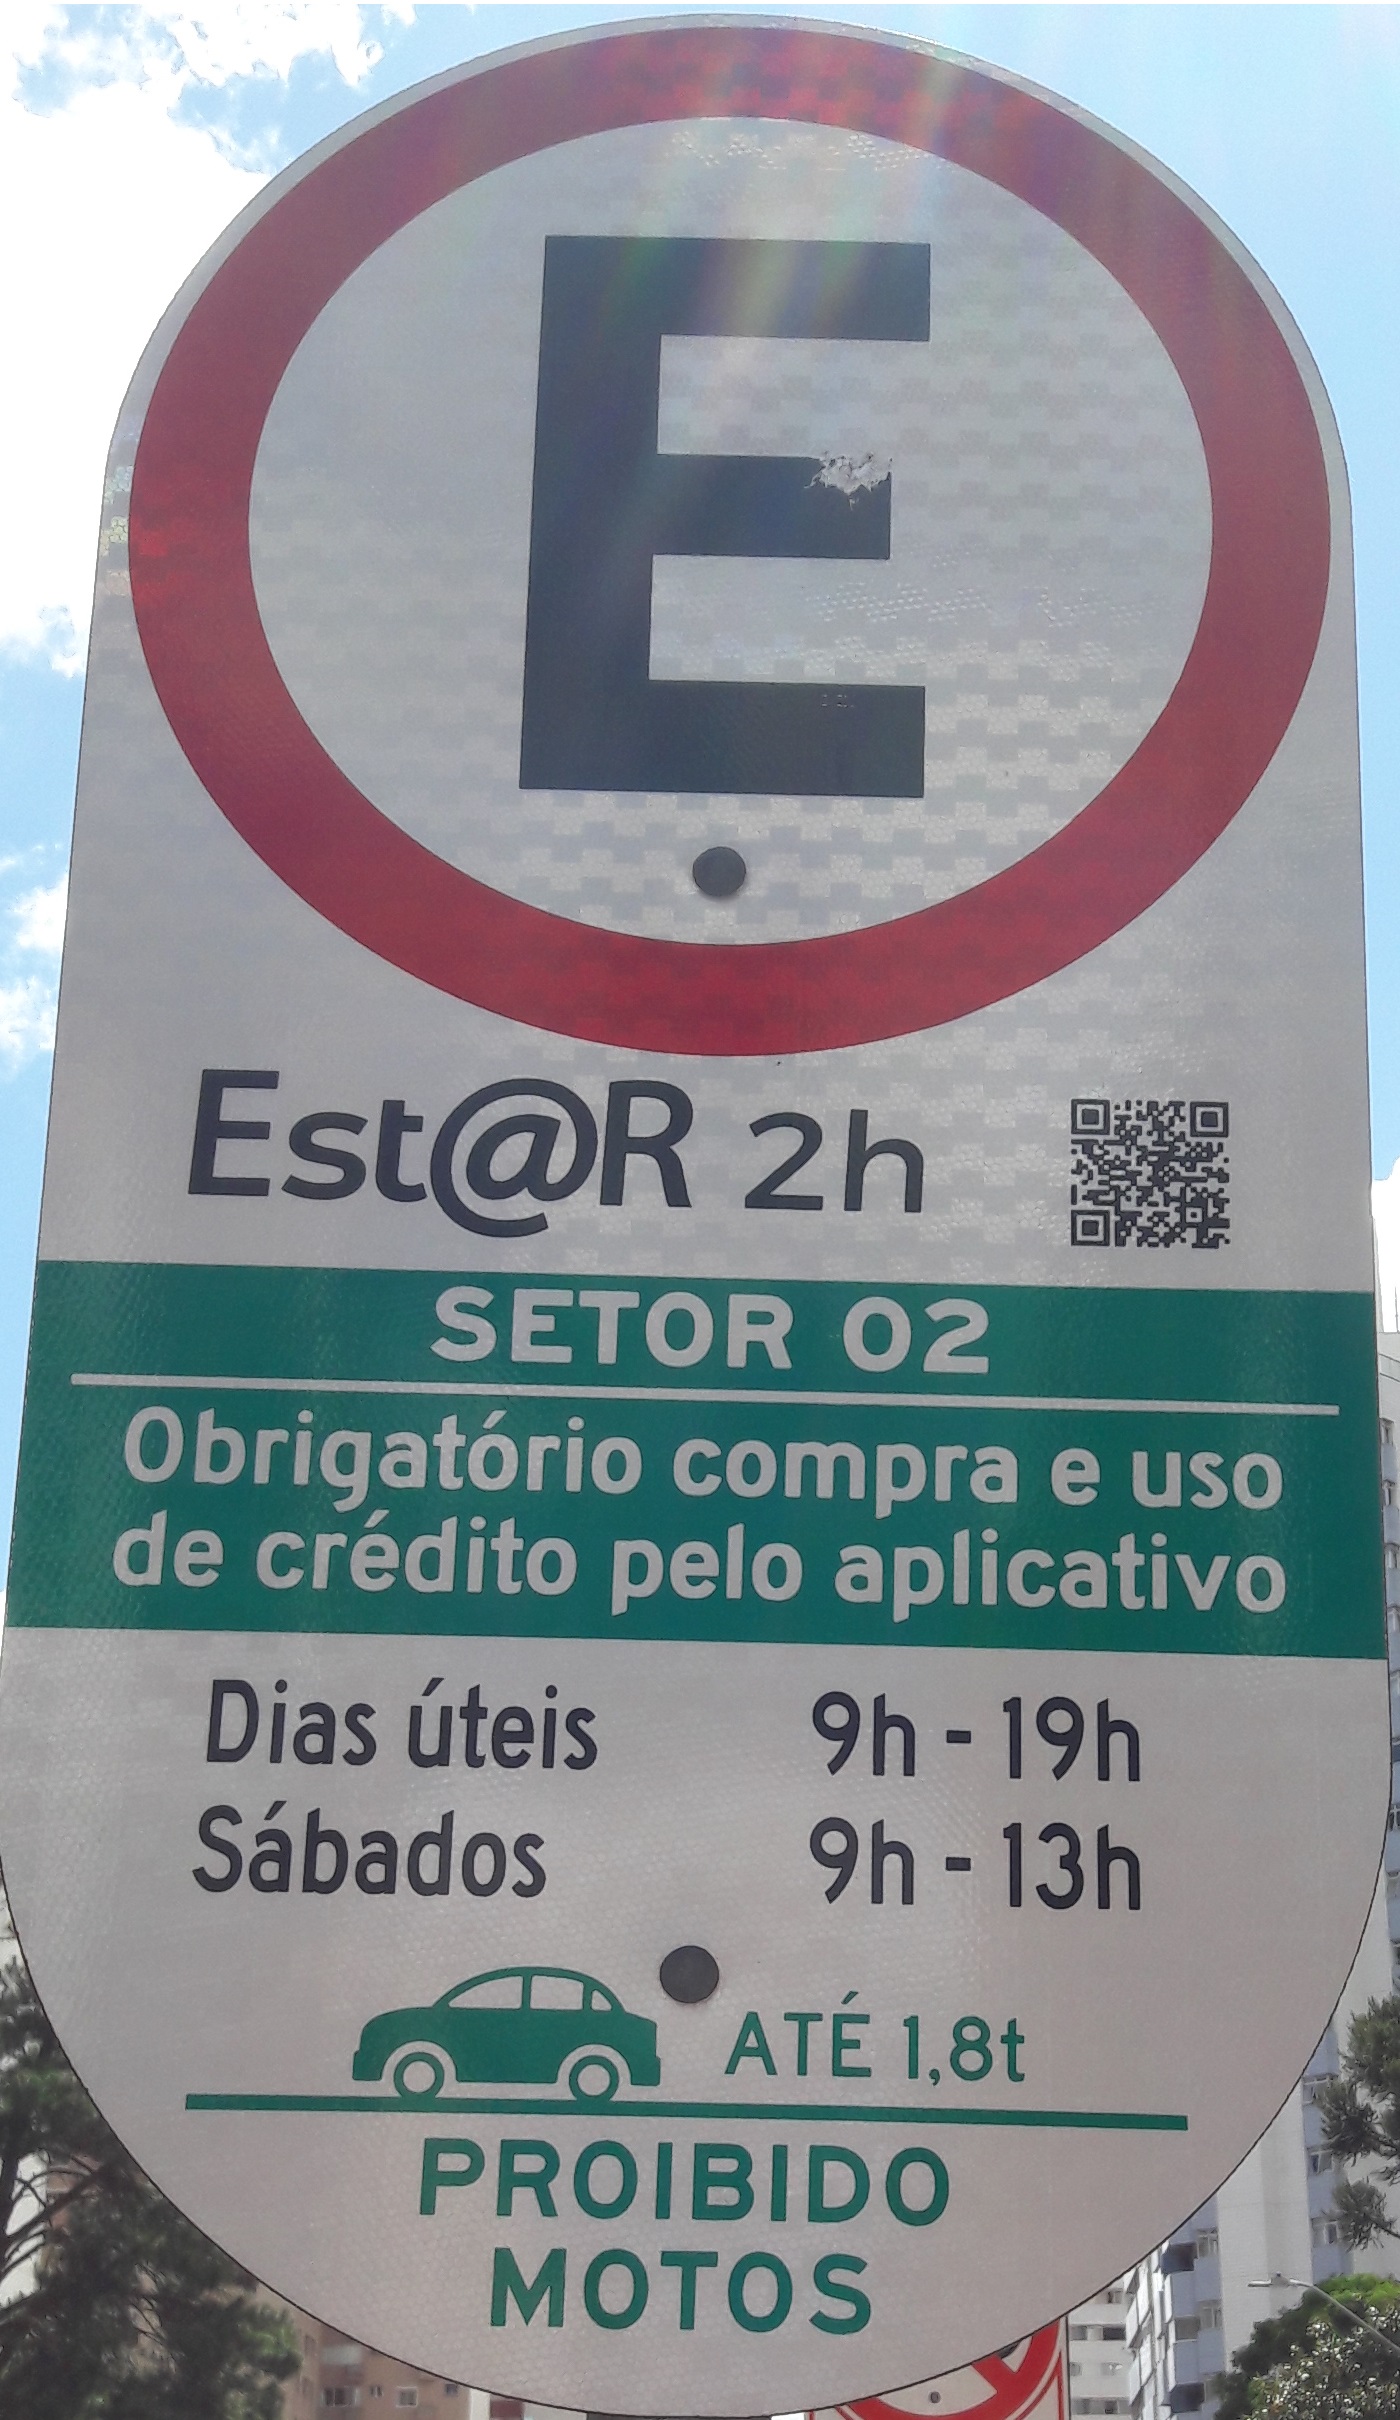 E
Est@R 2h
SETOR 02
Obrigatório compra e uso
de crédito pelo aplicativo
Dias úteis 9h - 19h
Sábados 9h - 13h
ATÉ 1,8t
PROIBIDO
MOTOS